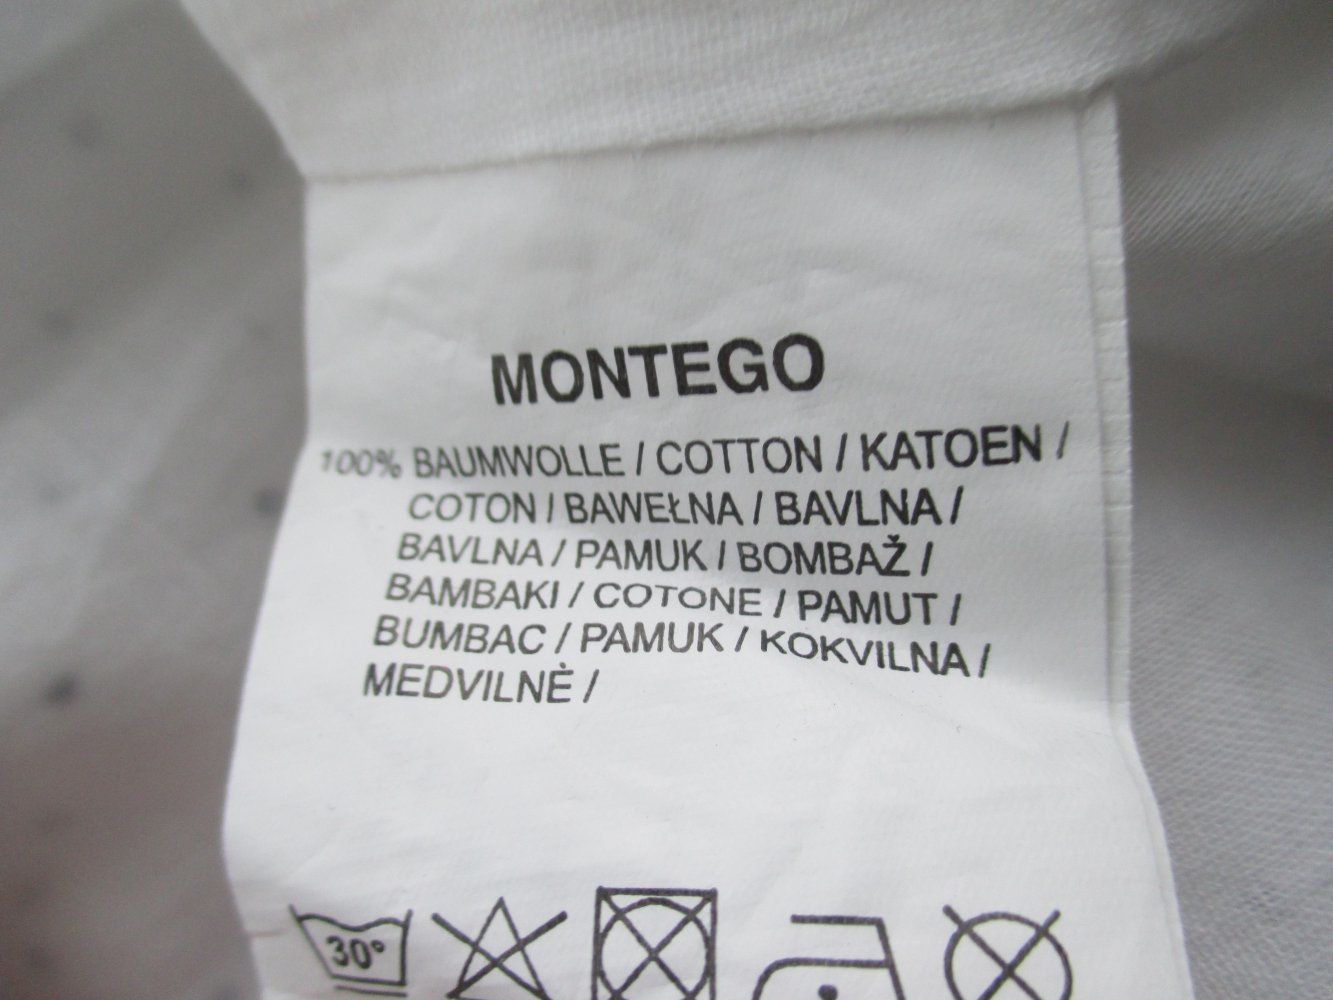 MONTEGO
100% BAUMWOLLE / COTTON / KATOEN /
COTON / BAWEŁNA / BAVLNA /
BAVLNA / PAMUK / BOMBAŽ /
BAMBAKI / COTONE / PAMUT /
BUMBAC / PAMUK / KOKVILNA /
MEDVILNĖ /
30°